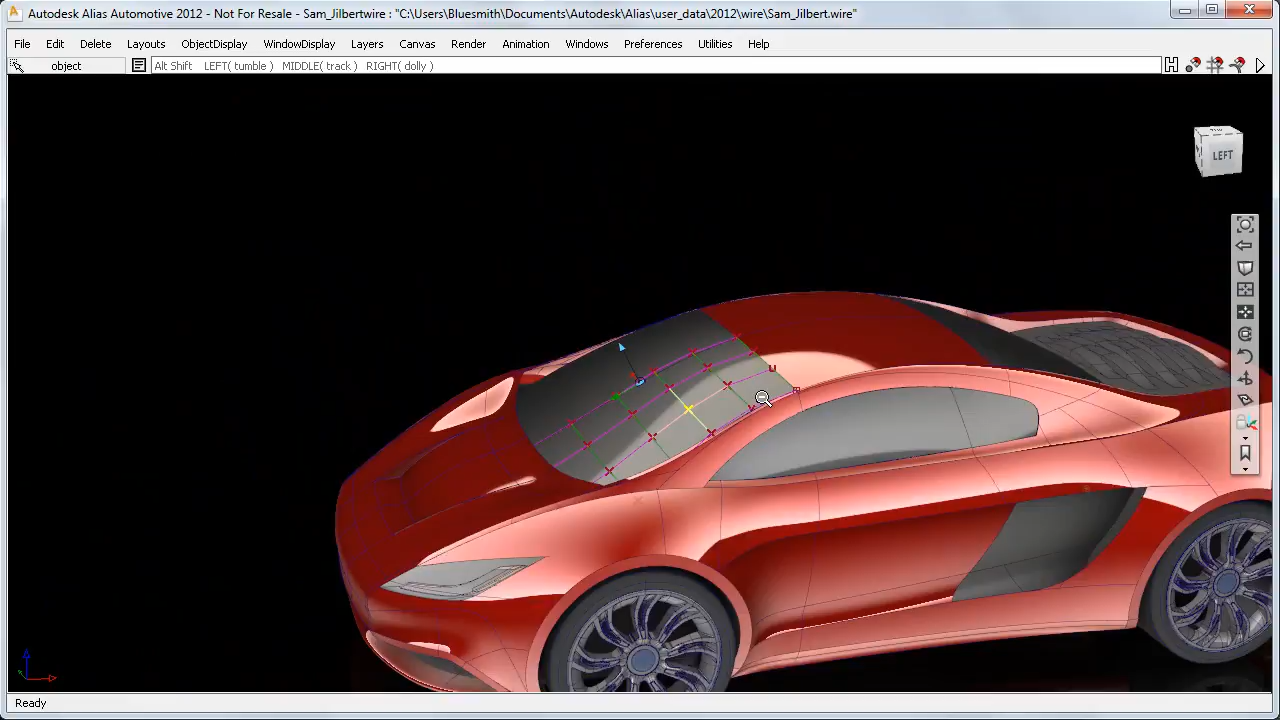 Autodesk Alias Automotive 2012 - Not For Resale - Sam_Jilbertwire : "C:\Users\Bluesmith\Documents\Autodesk\Alias\user_data\2012\wire\Sam_Jilbert.wire"
File Edit Delete Layouts ObjectDisplay WindowDisplay Layers Canvas Render Animation Windows Preferences Utilities Help
object Alt Shift LEFT( tumble ) MIDDLE( track ) RIGHT( dolly )
LEFT
U
V
Ready